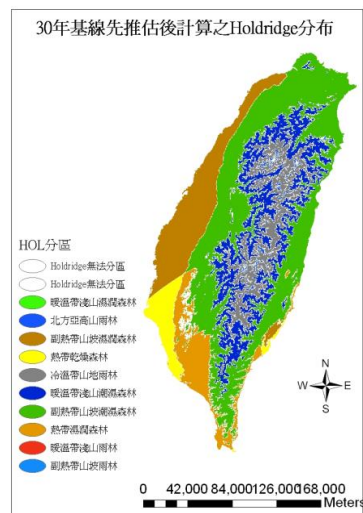 30年基線先推估後計算之Holdridge分布
HOL分區
Holdridge無法分區
Holdridge無法分區
暖溫帶淺山濕潤森林
北方亞高山雨林
副熱帶山坡濕潤森林
熱帶乾燥森林
冷溫帶山地雨林
暖溫帶淺山潮濕森林
副熱帶山坡潮濕森林
熱帶濕潤森林
暖溫帶淺山雨林
副熱帶山坡雨林
N
W E
S
0 42,000 84,000 126,000 168,000
Meters